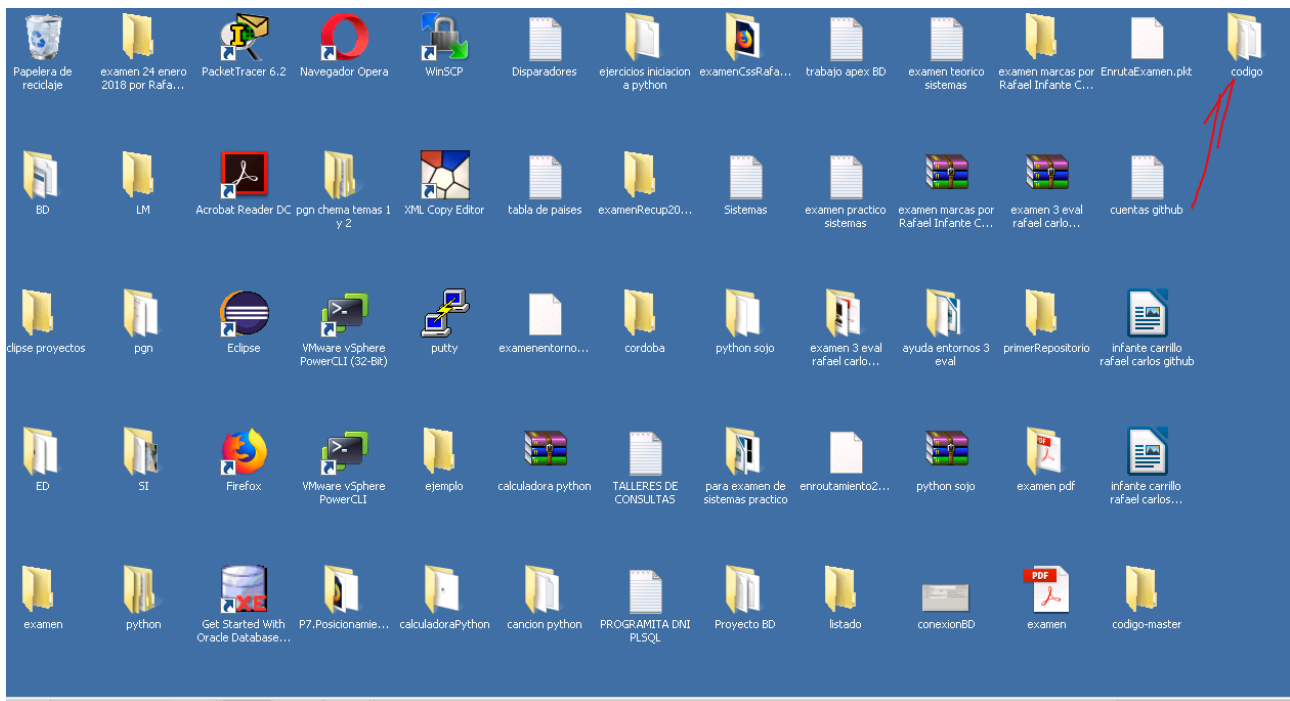 Papelera de
reciclaje
examen 24 enero
2018 por Rafa...
PacketTracer 6.2
Navegador Opera
WinSCP
Disparadores
ejercicios iniciacion
a python
examenCssRafa...
trabajo apex BD
examen teorico
sistemas
examen marcas por
Rafael Infante C...
EnrutaExamen.pkt
codigo
BD
LM
Acrobat Reader DC
pgn chema temas 1
y 2
XML Copy Editor
tabla de paises
examenRecup20...
Sistemas
examen practico
sistemas
examen marcas por
Rafael Infante C...
examen 3 eval
rafael carlo...
cuentas github
clipse proyectos
pgn
Eclipse
VMware vSphere
PowerCLI (32-Bit)
putty
examenentorno...
cordoba
python sojo
examen 3 eval
rafael carlo...
ayuda entornos 3
eval
primerRepositorio
infante carrillo
rafael carlos github
ED
SI
Firefox
VMware vSphere
PowerCLI
ejemplo
calculadora python
TALLERES DE
CONSULTAS
para examen de
sistemas practico
enroutamiento2...
python sojo
examen pdf
infante carrillo
rafael carlos...
examen
python
XE
Get Started With
Oracle Database...
P7.Posicionamie...
calculadoraPython
cancion python
PROGRAMITA DNI
PLSQL
Proyecto BD
listado
conexionBD
PDF
examen
codigo-master